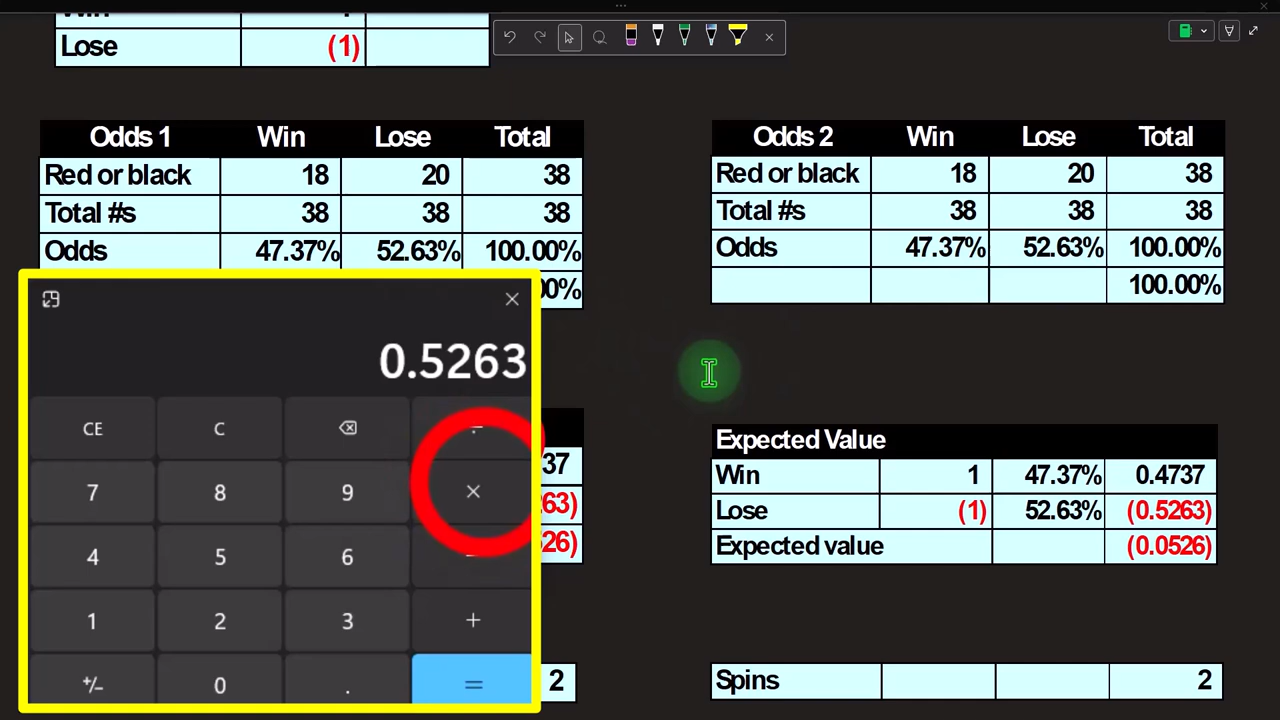 Lose (1)
Odds 1 Win Lose Total
Red or black 18 20 38
Total #s 38 38 38
Odds 47.37% 52.63% 100.00%
00%
Odds 2 Win Lose Total
Red or black 18 20 38
Total #s 38 38 38
Odds 47.37% 52.63% 100.00%
100.00%
0.5263
CE C ⌫ ÷
7 8 9 ×
4 5 6 −
1 2 3 +
+/− 0 . =
37
63)
26)
2
Expected Value
Win 1 47.37% 0.4737
Lose (1) 52.63% (0.5263)
Expected value (0.0526)
Spins 2